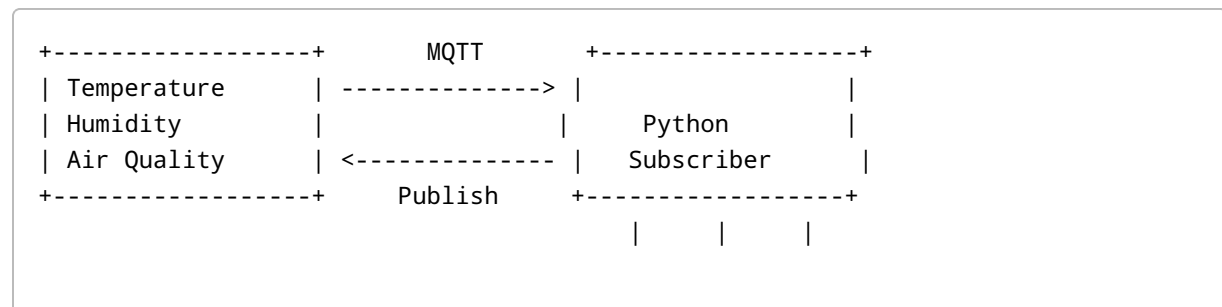 +------------------+       MQTT       +------------------+
| Temperature      | --------------> |                   |
| Humidity         |                |     Python        |
| Air Quality      | <-------------- |   Subscriber      |
+------------------+     Publish     +------------------+
                                         |     |     |